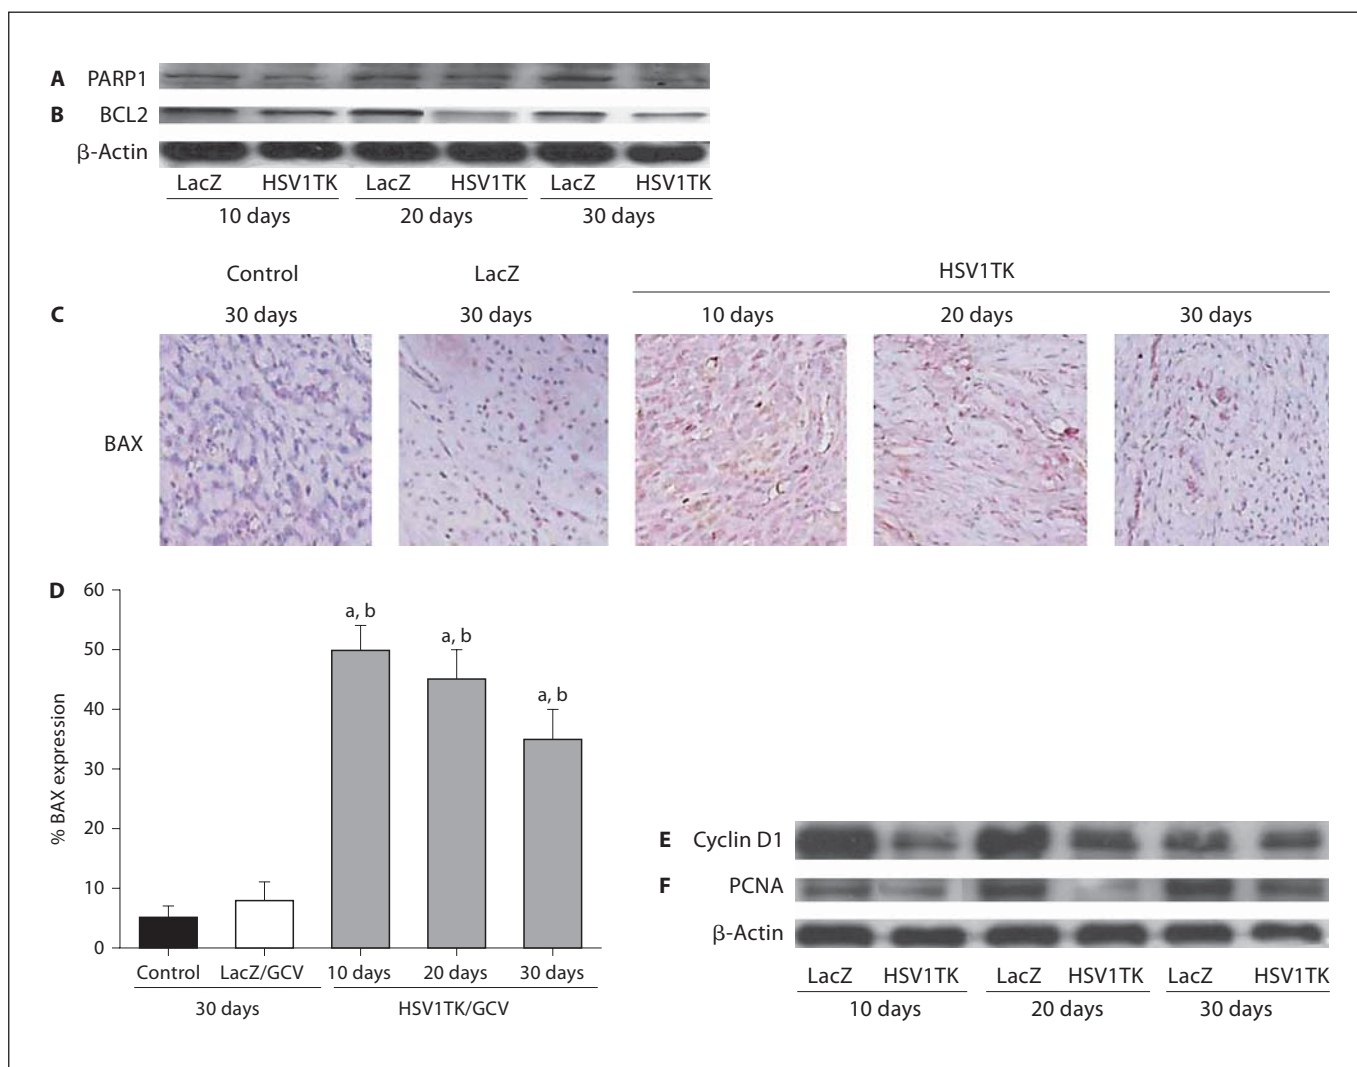 A PARP1
B BCL2
β-Actin
LacZ HSV1TK LacZ HSV1TK LacZ HSV1TK
10 days 20 days 30 days
Control LacZ HSV1TK
C 30 days 30 days 10 days 20 days 30 days
BAX
D
% BAX expression
60
50
40
30
20
10
0
a, b
a, b
a, b
Control LacZ/GCV 10 days 20 days 30 days
30 days HSV1TK/GCV
E Cyclin D1
F PCNA
β-Actin
LacZ HSV1TK LacZ HSV1TK LacZ HSV1TK
10 days 20 days 30 days